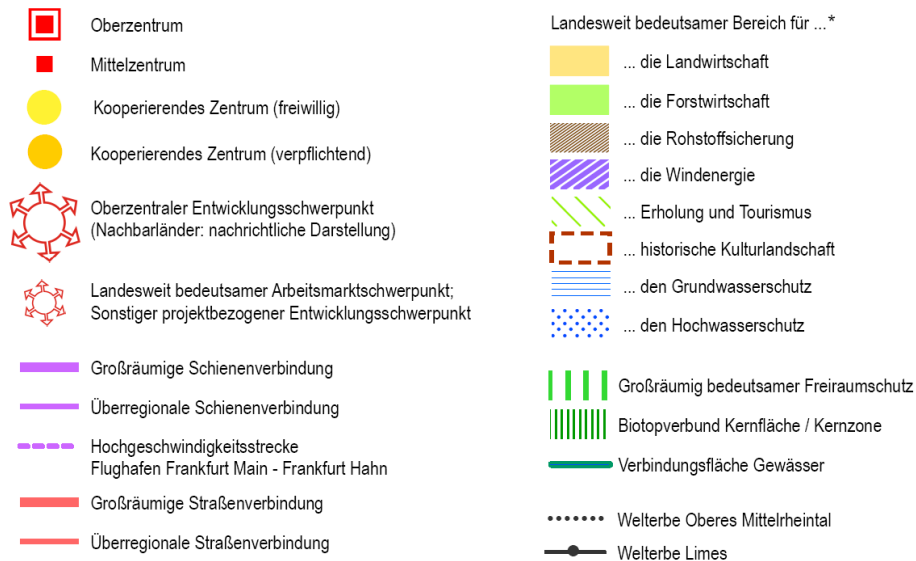 Oberzentrum
Mittelzentrum
Kooperierendes Zentrum (freiwillig)
Kooperierendes Zentrum (verpflichtend)
Oberzentraler Entwicklungsschwerpunkt
(Nachbarländer: nachrichtliche Darstellung)
Landesweit bedeutsamer Arbeitsmarktschwerpunkt;
Sonstiger projektbezogener Entwicklungsschwerpunkt
Großräumige Schienenverbindung
Überregionale Schienenverbindung
Hochgeschwindigkeitsstrecke
Flughafen Frankfurt Main - Frankfurt Hahn
Großräumige Straßenverbindung
Überregionale Straßenverbindung
Landesweit bedeutsamer Bereich für ...*
... die Landwirtschaft
... die Forstwirtschaft
... die Rohstoffsicherung
... die Windenergie
... Erholung und Tourismus
... historische Kulturlandschaft
... den Grundwasserschutz
... den Hochwasserschutz
Großräumig bedeutsamer Freiraumschutz
Biotopverbund Kernfläche / Kernzone
Verbindungsfläche Gewässer
Welterbe Oberes Mittelrheintal
Welterbe Limes